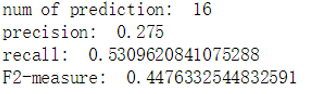 num of prediction:  16
precision:  0.275
recall:  0.5309620841075288
F2-measure:  0.4476332544832591